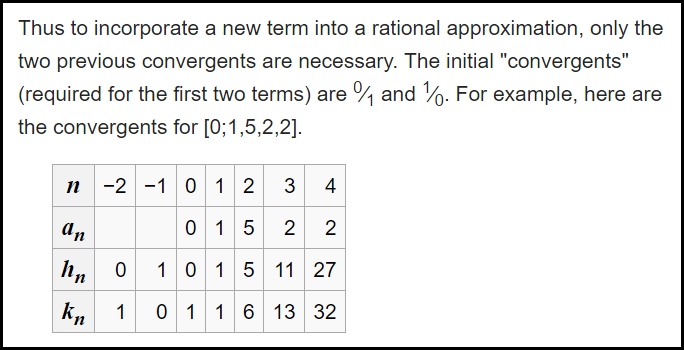 Thus to incorporate a new term into a rational approximation, only the
two previous convergents are necessary. The initial "convergents"
(required for the first two terms) are 0⁄1 and 1⁄0. For example, here are
the convergents for [0;1,5,2,2].
n −2 −1 0 1 2 3 4
an 0 1 5 2 2
hn 0 1 0 1 5 11 27
kn 1 0 1 1 6 13 32